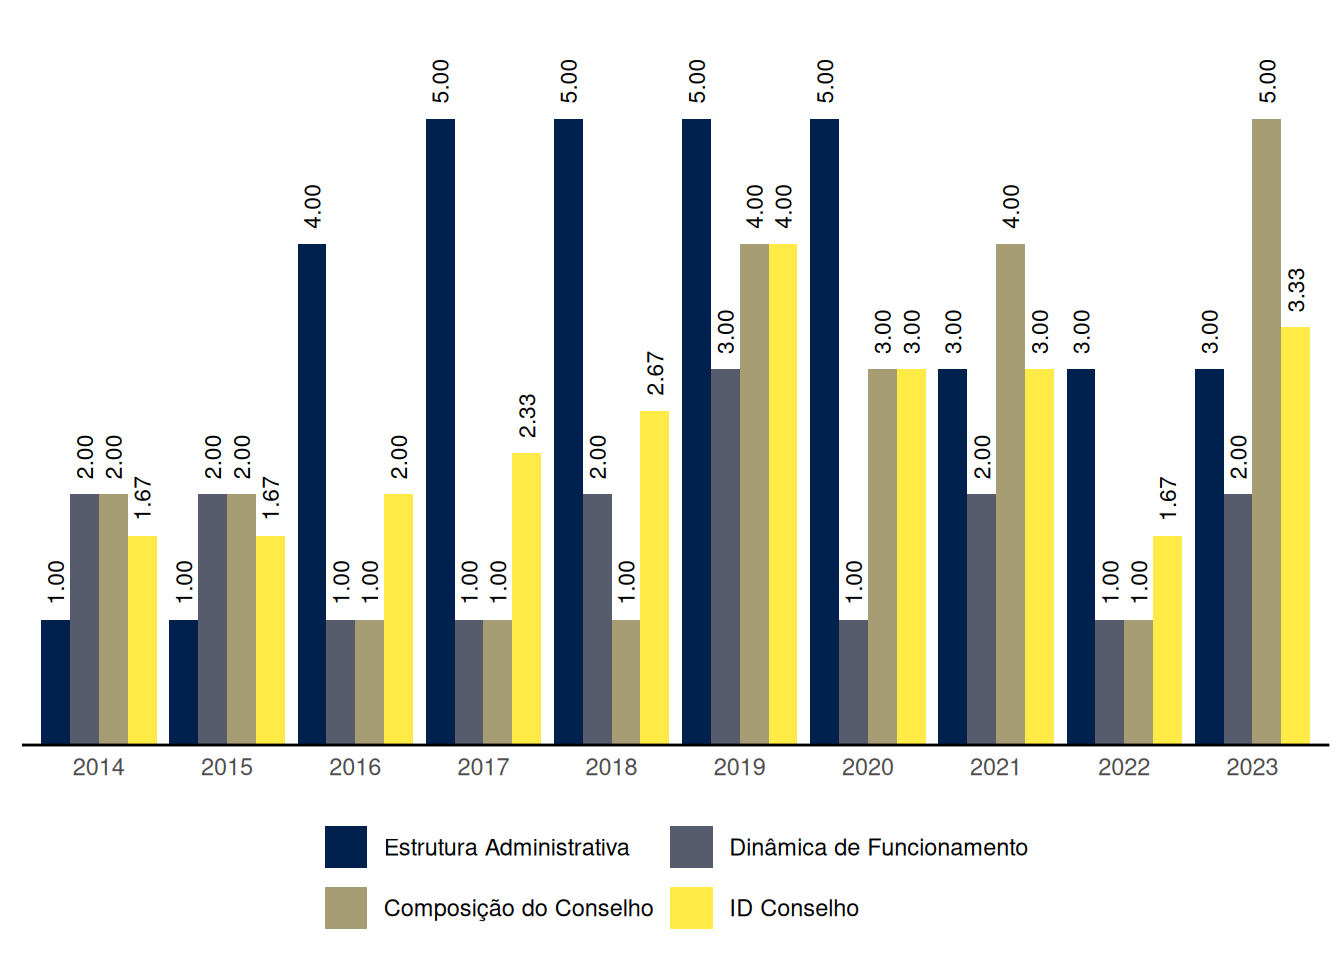 1.00 2.00 2.00 1.67 1.00 2.00 2.00 1.67 4.00 1.00 1.00 2.00 5.00 1.00 1.00 2.33 5.00 2.00 1.00 2.67 5.00 3.00 4.00 4.00 5.00 1.00 3.00 3.00 3.00 2.00 4.00 3.00 3.00 1.00 1.00 1.67 3.00 2.00 5.00 3.33
2014 2015 2016 2017 2018 2019 2020 2021 2022 2023
Estrutura Administrativa Dinâmica de Funcionamento
Composição do Conselho ID Conselho